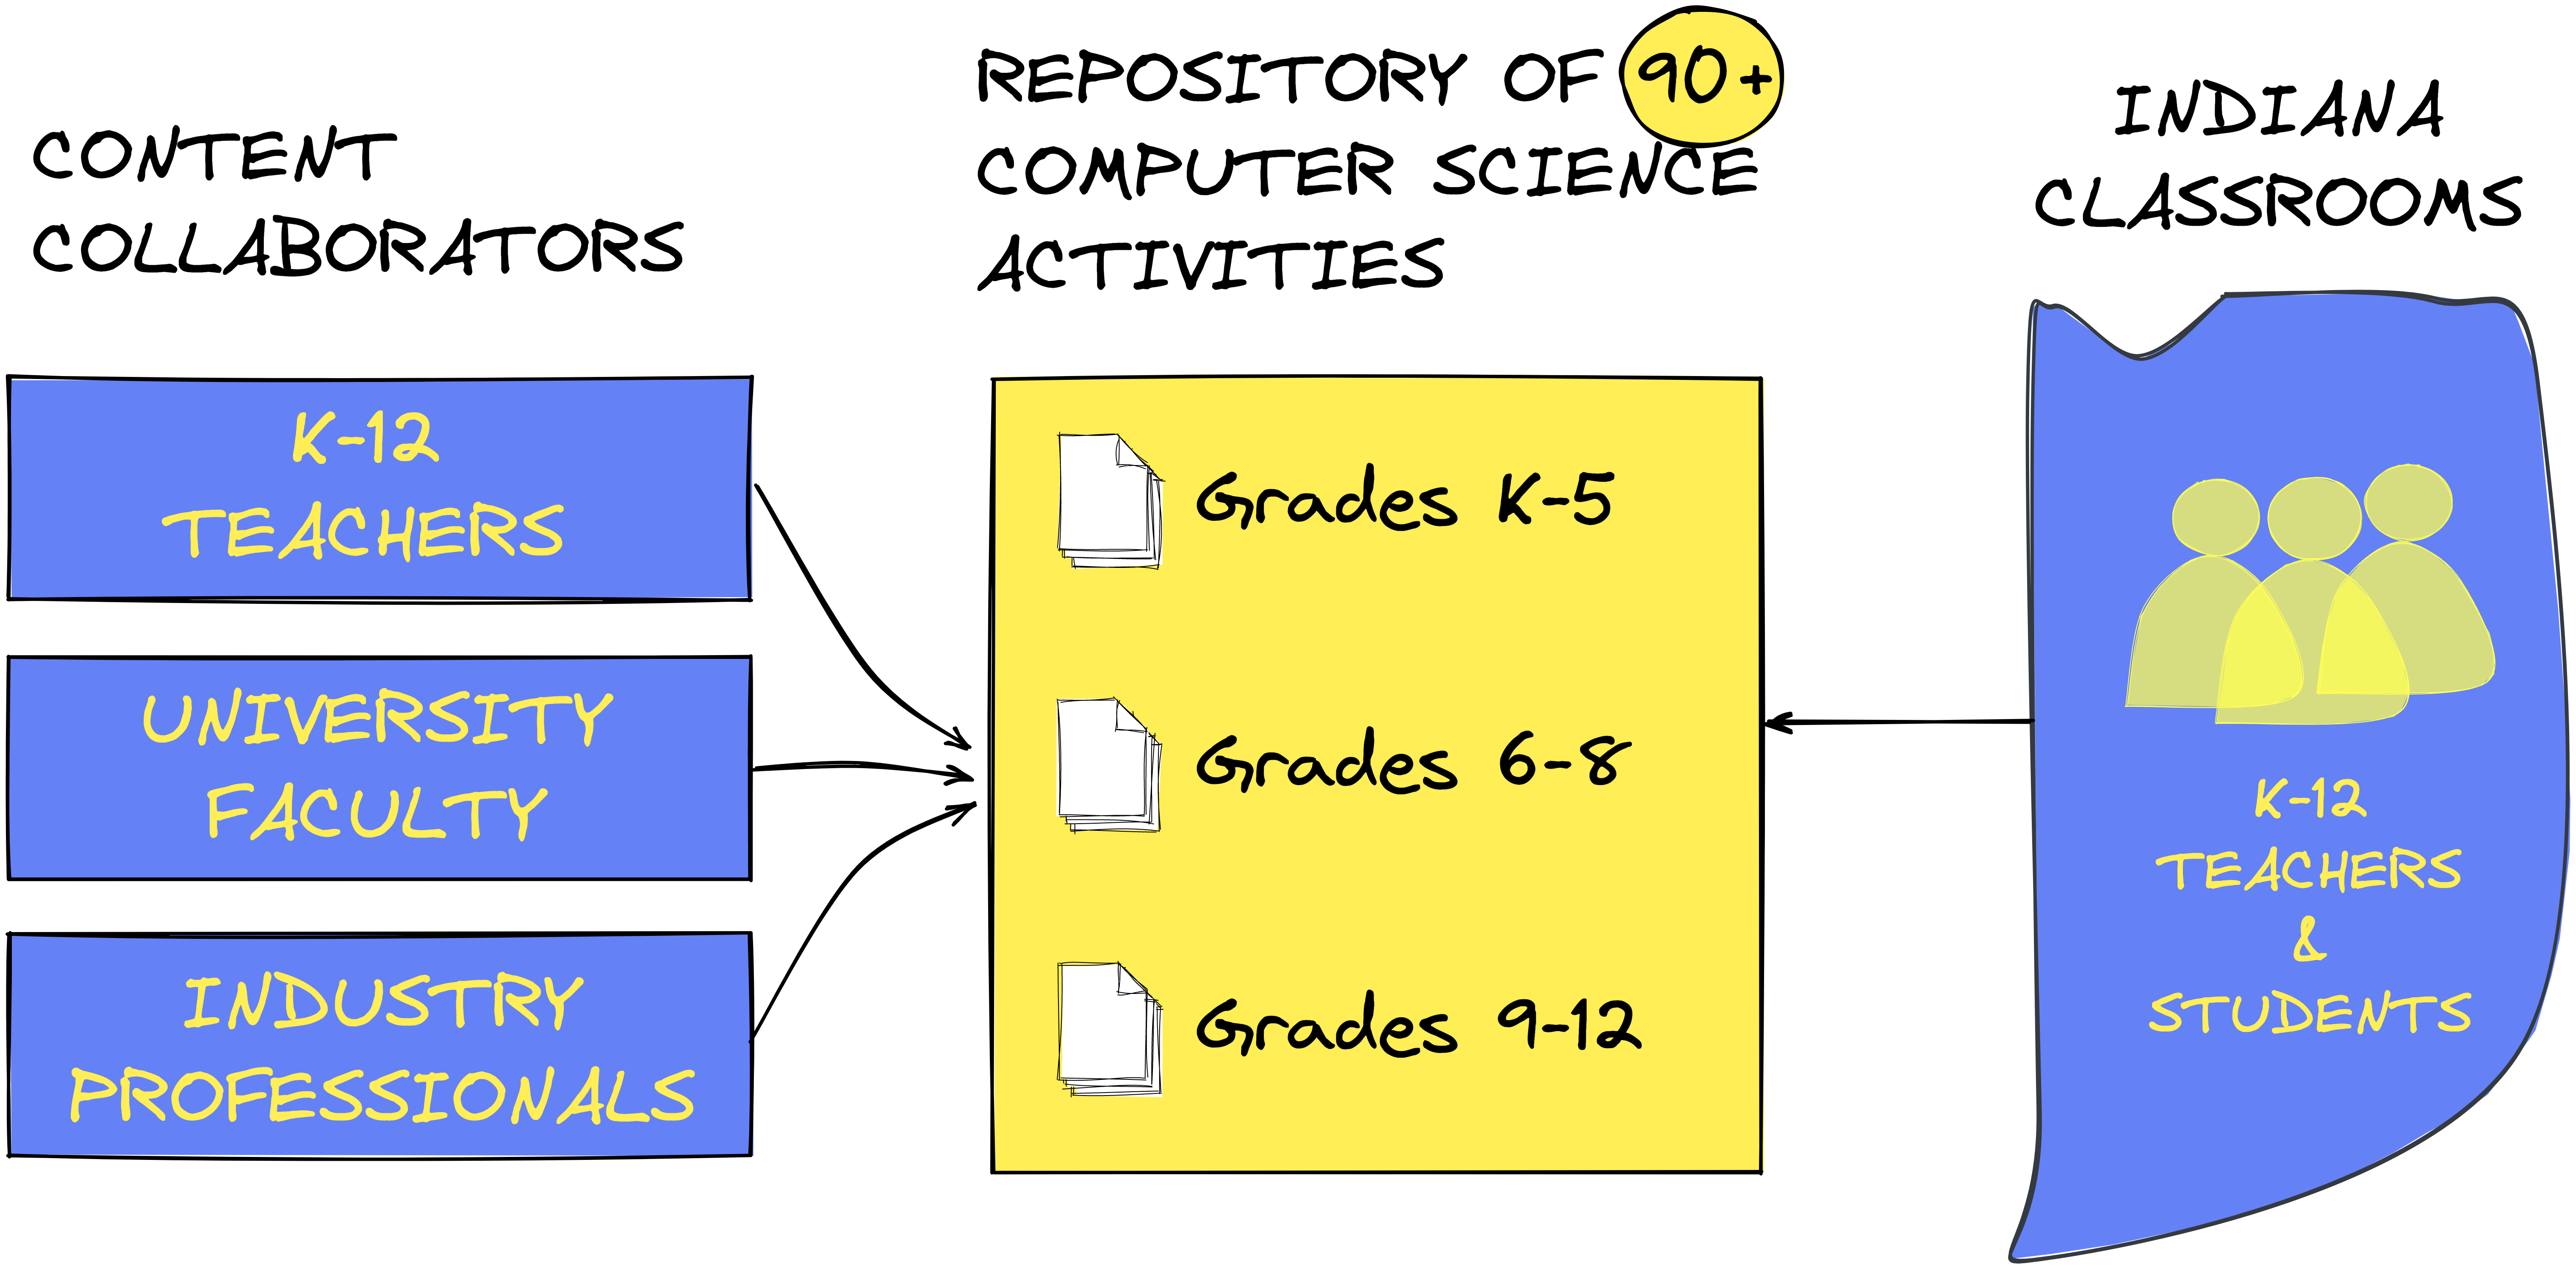 CONTENT
COLLABORATORS
K-12
TEACHERS
UNIVERSITY
FACULTY
INDUSTRY
PROFESSIONALS
REPOSITORY OF 90+
COMPUTER SCIENCE
ACTIVITIES
Grades K-5
Grades 6-8
Grades 9-12
INDIANA
CLASSROOMS
K-12
TEACHERS
&
STUDENTS